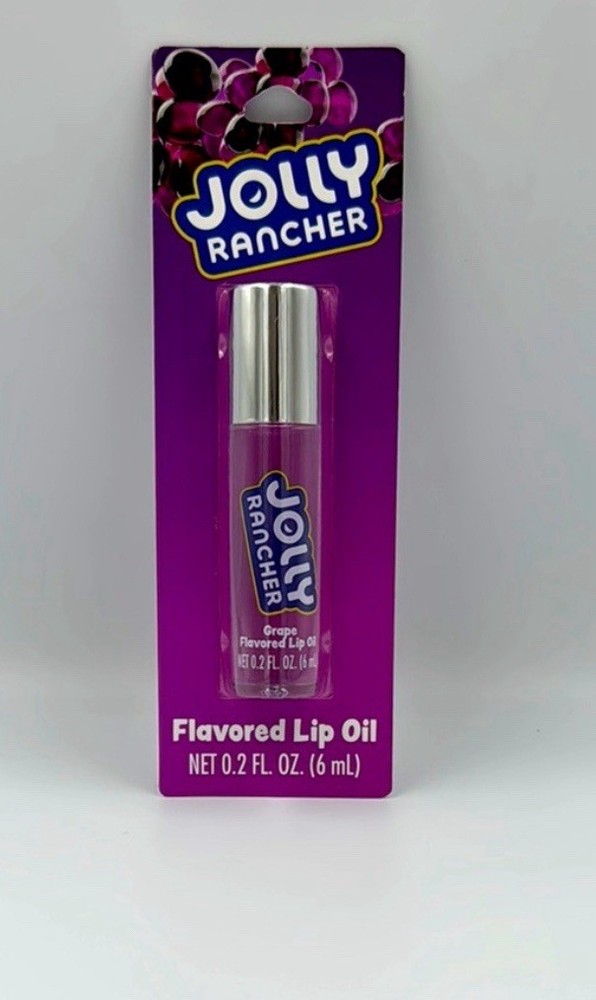 JOLLY
RANCHER
JOLLY
RANCHER
Grape
Flavored Lip Oil
NET 0.2 FL. OZ. (6 mL
Flavored Lip Oil
NET 0.2 FL. OZ. (6 mL)